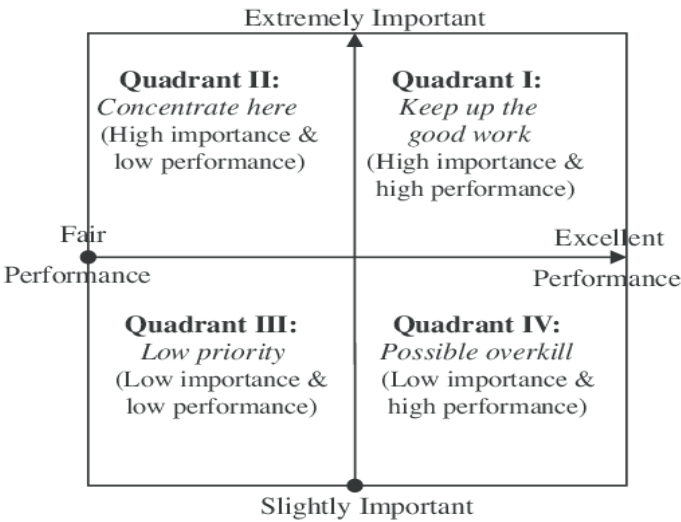 Extremely Important
Quadrant II:
Concentrate here
(High importance &
low performance)
Quadrant I:
Keep up the
good work
(High importance &
high performance)
Fair
Performance
Excellent
Performance
Quadrant III:
Low priority
(Low importance &
low performance)
Quadrant IV:
Possible overkill
(Low importance &
high performance)
Slightly Important